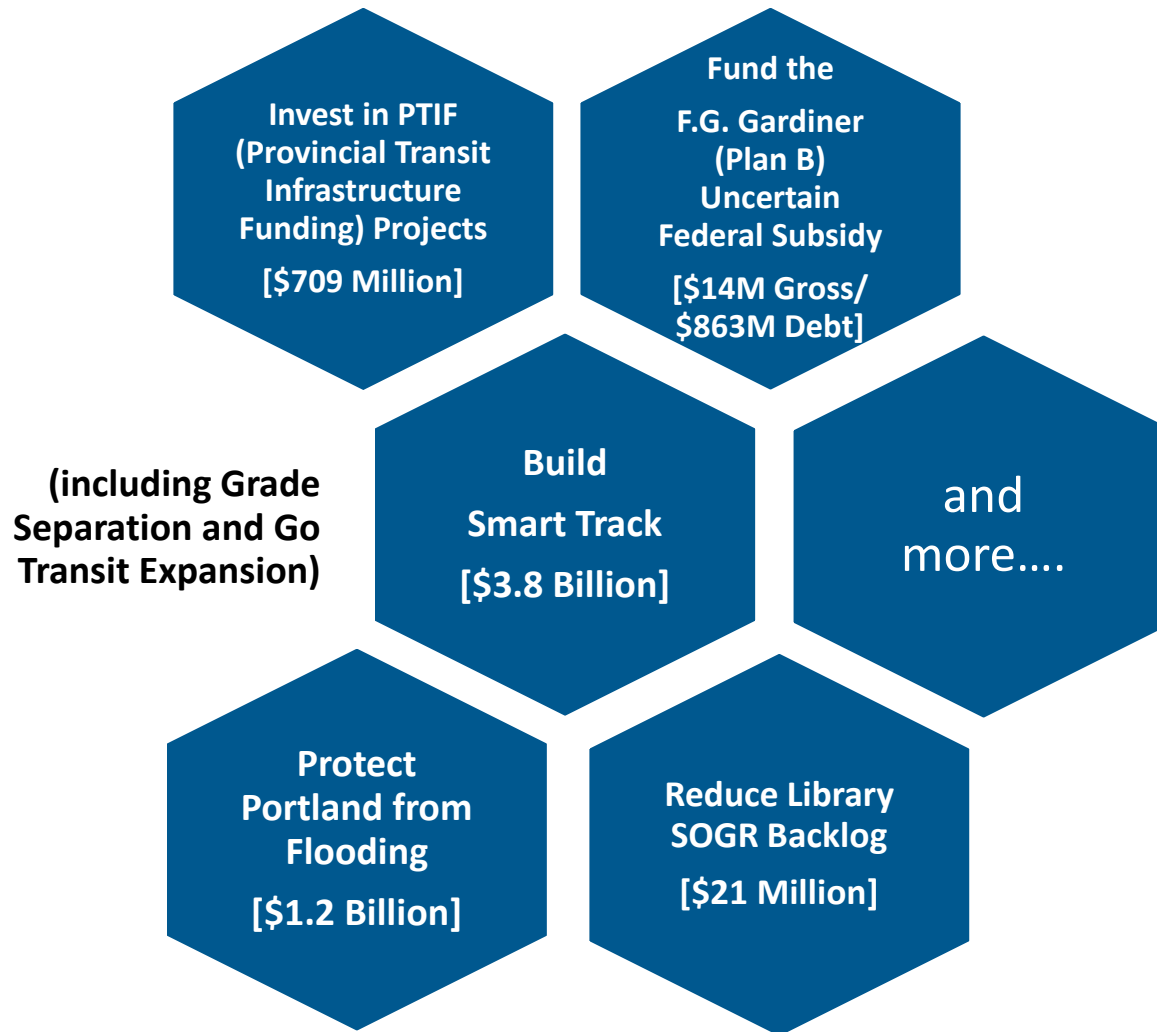 Invest in PTIF
(Provincial Transit
Infrastructure
Funding) Projects
[$709 Million]
Fund the
F.G. Gardiner
(Plan B)
Uncertain
Federal Subsidy
[$14M Gross/
$863M Debt]
(including Grade
Separation and Go
Transit Expansion)
Build
Smart Track
[$3.8 Billion]
and
more....
Protect
Portland from
Flooding
[$1.2 Billion]
Reduce Library
SOGR Backlog
[$21 Million]